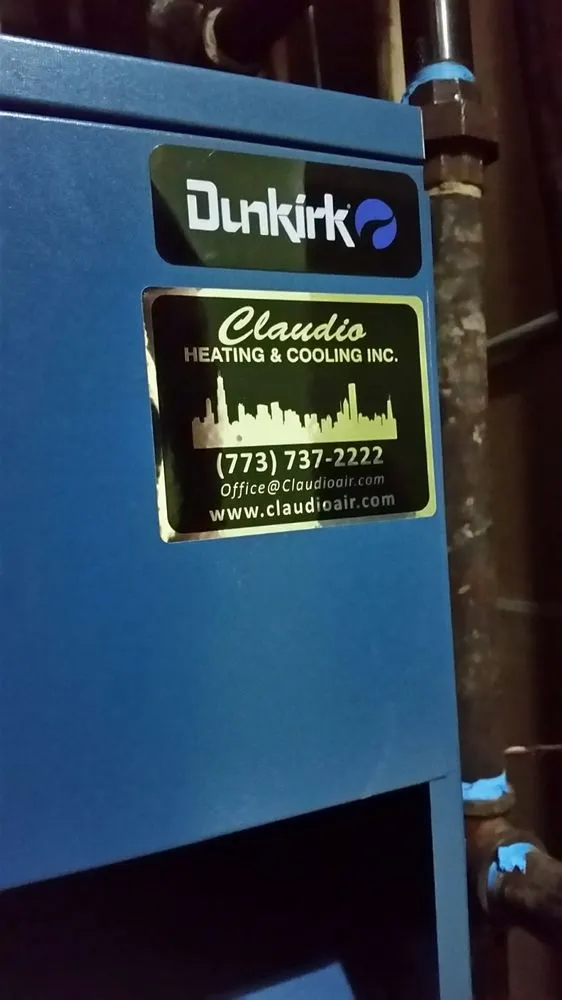 Dunkirk
Claudio
HEATING & COOLING INC.
(773) 737-2222
Office@Claudioair.com
www.claudioair.com